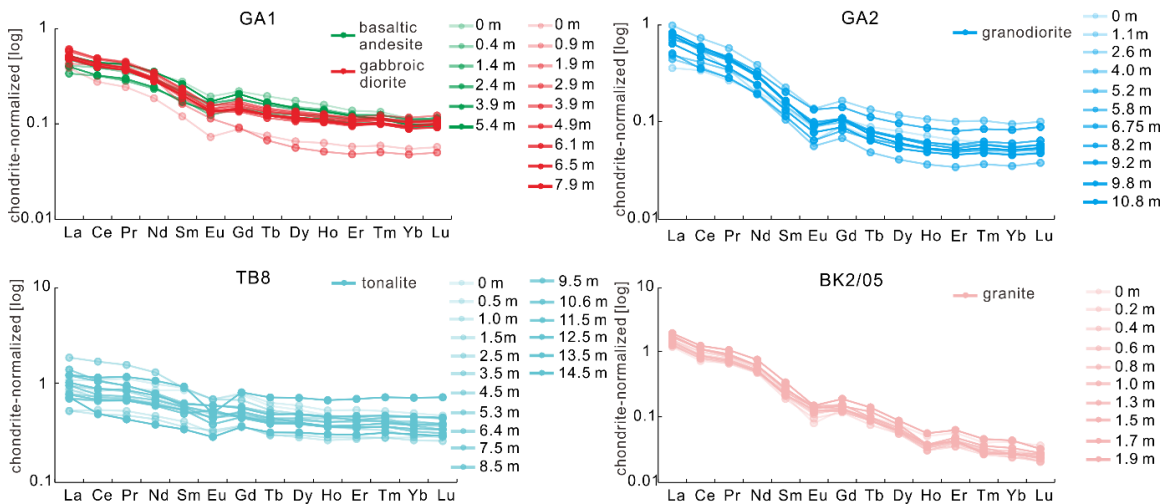 GA1
chondrite-normalized [log]
1
0.1
0.01
basaltic
andesite
gabbroic
diorite
0 m
0.4 m
1.4 m
2.4 m
3.9 m
5.4 m
0 m
0.9 m
1.9 m
2.9 m
3.9 m
4.9m
6.1 m
6.5 m
7.9 m
La Ce Pr Nd Sm Eu Gd Tb Dy Ho Er Tm Yb Lu
GA2
chondrite-normalized [log]
1
0.1
0.01
granodiorite
0 m
1.1m
2.6 m
4.0 m
5.2 m
5.8 m
6.75 m
8.2 m
9.2 m
9.8 m
10.8 m
La Ce Pr Nd Sm Eu Gd Tb Dy Ho Er Tm Yb Lu
TB8
chondrite-normalized [log]
10
1
0.1
tonalite
0 m
0.5 m
1.0 m
1.5m
2.5 m
3.5 m
4.5 m
5.3 m
6.4 m
7.5 m
8.5 m
9.5 m
10.6 m
11.5 m
12.5 m
13.5 m
14.5 m
La Ce Pr Nd Sm Eu Gd Tb Dy Ho Er Tm Yb Lu
BK2/05
chondrite-normalized [log]
10
1
0.1
0.01
granite
0 m
0.2 m
0.4 m
0.6 m
0.8 m
1.0 m
1.3 m
1.5 m
1.7 m
1.9 m
La Ce Pr Nd Sm Eu Gd Tb Dy Ho Er Tm Yb Lu